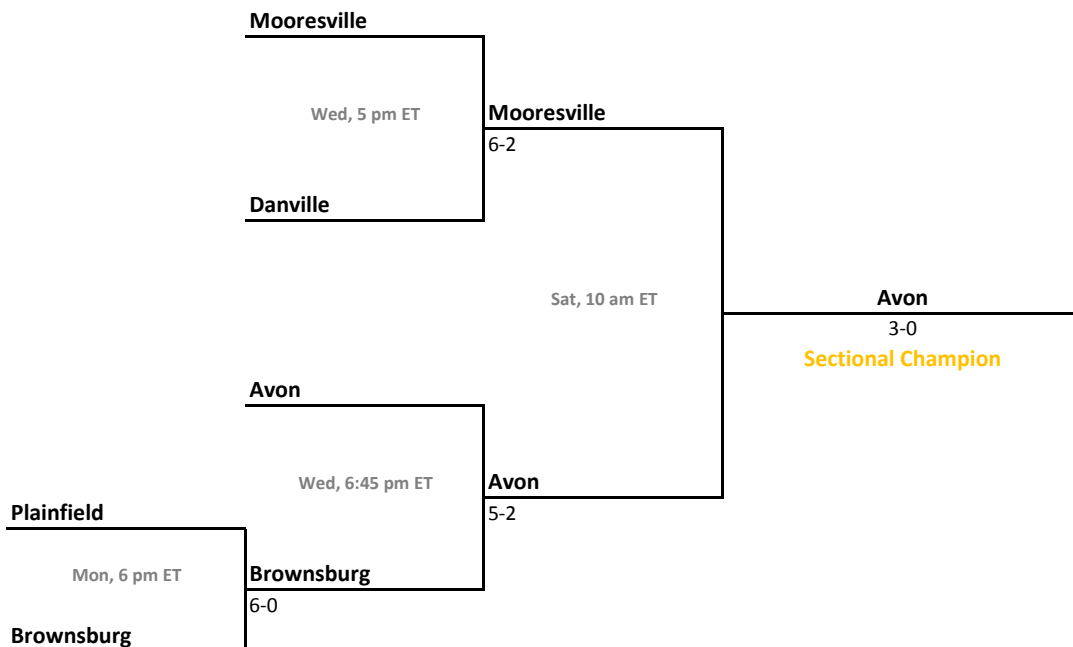 Mooresville
Wed, 5 pm ET
Mooresville
6-2
Danville
Sat, 10 am ET
Avon
3-0
Sectional Champion
Avon
Wed, 6:45 pm ET
Avon
5-2
Plainfield
Mon, 6 pm ET
Brownsburg
6-0
Brownsburg